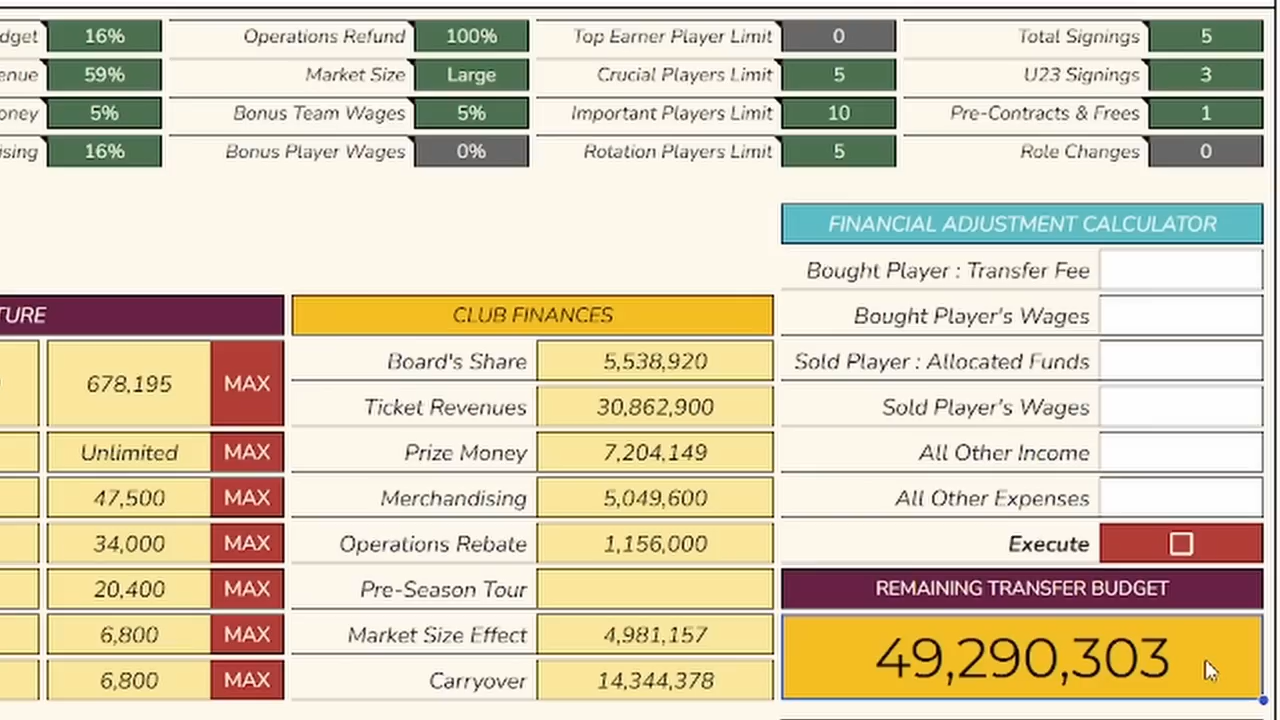 dget 16% Operations Refund 100% Top Earner Player Limit 0 Total Signings 5
enue 59% Market Size Large Crucial Players Limit 5 U23 Signings 3
oney 5% Bonus Team Wages 5% Important Players Limit 10 Pre-Contracts & Frees 1
ising 16% Bonus Player Wages 0% Rotation Players Limit 5 Role Changes 0
FINANCIAL ADJUSTMENT CALCULATOR
Bought Player : Transfer Fee
TURE CLUB FINANCES Bought Player's Wages
Board's Share 5,538,920 Sold Player : Allocated Funds
678,195 MAX
Ticket Revenues 30,862,900 Sold Player's Wages
Unlimited MAX Prize Money 7,204,149 All Other Income
47,500 MAX Merchandising 5,049,600 All Other Expenses
34,000 MAX Operations Rebate 1,156,000 Execute
20,400 MAX Pre-Season Tour REMAINING TRANSFER BUDGET
6,800 MAX Market Size Effect 4,981,157 49,290,303
6,800 MAX Carryover 14,344,378